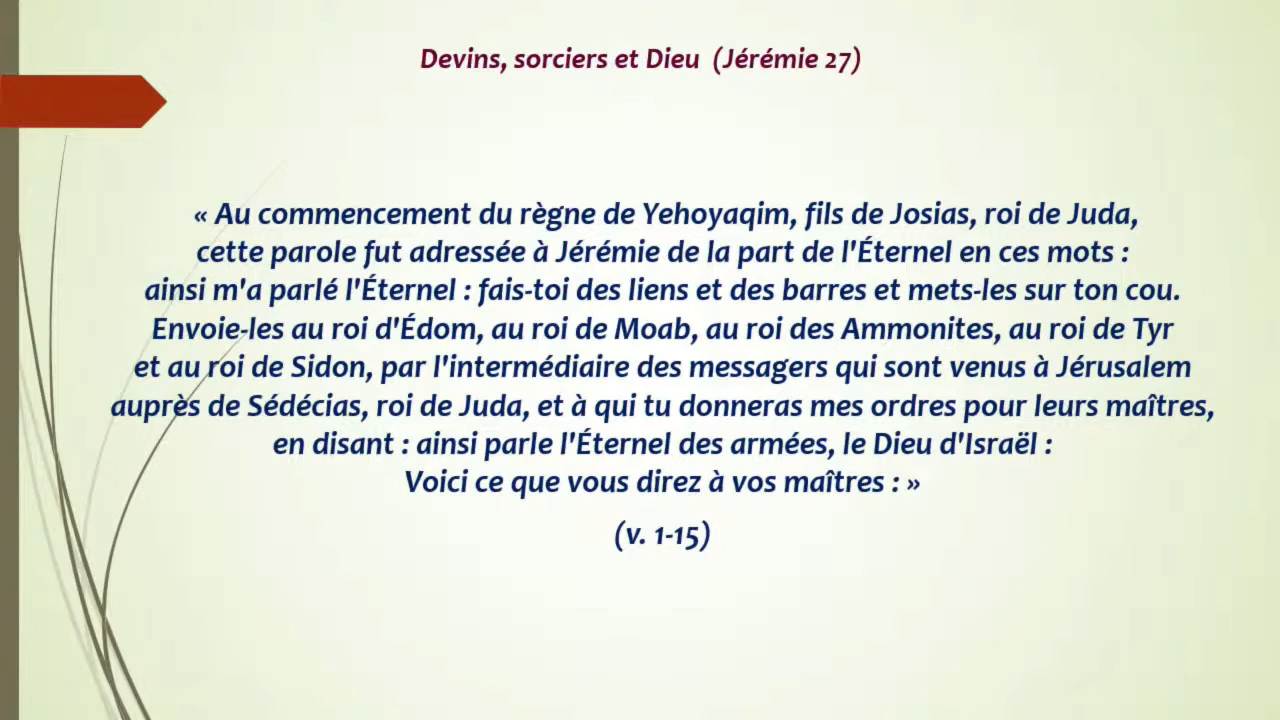 Devins, sorciers et Dieu (Jérémie 27)
« Au commencement du règne de Yehoyaqim, fils de Josias, roi de Juda,
cette parole fut adressée à Jérémie de la part de l'Éternel en ces mots :
ainsi m'a parlé l'Éternel : fais-toi des liens et des barres et mets-les sur ton cou.
Envoie-les au roi d'Édom, au roi de Moab, au roi des Ammonites, au roi de Tyr
et au roi de Sidon, par l'intermédiaire des messagers qui sont venus à Jérusalem
auprès de Sédécias, roi de Juda, et à qui tu donneras mes ordres pour leurs maîtres,
en disant : ainsi parle l'Éternel des armées, le Dieu d'Israël :
Voici ce que vous direz à vos maîtres : »
(v. 1-15)